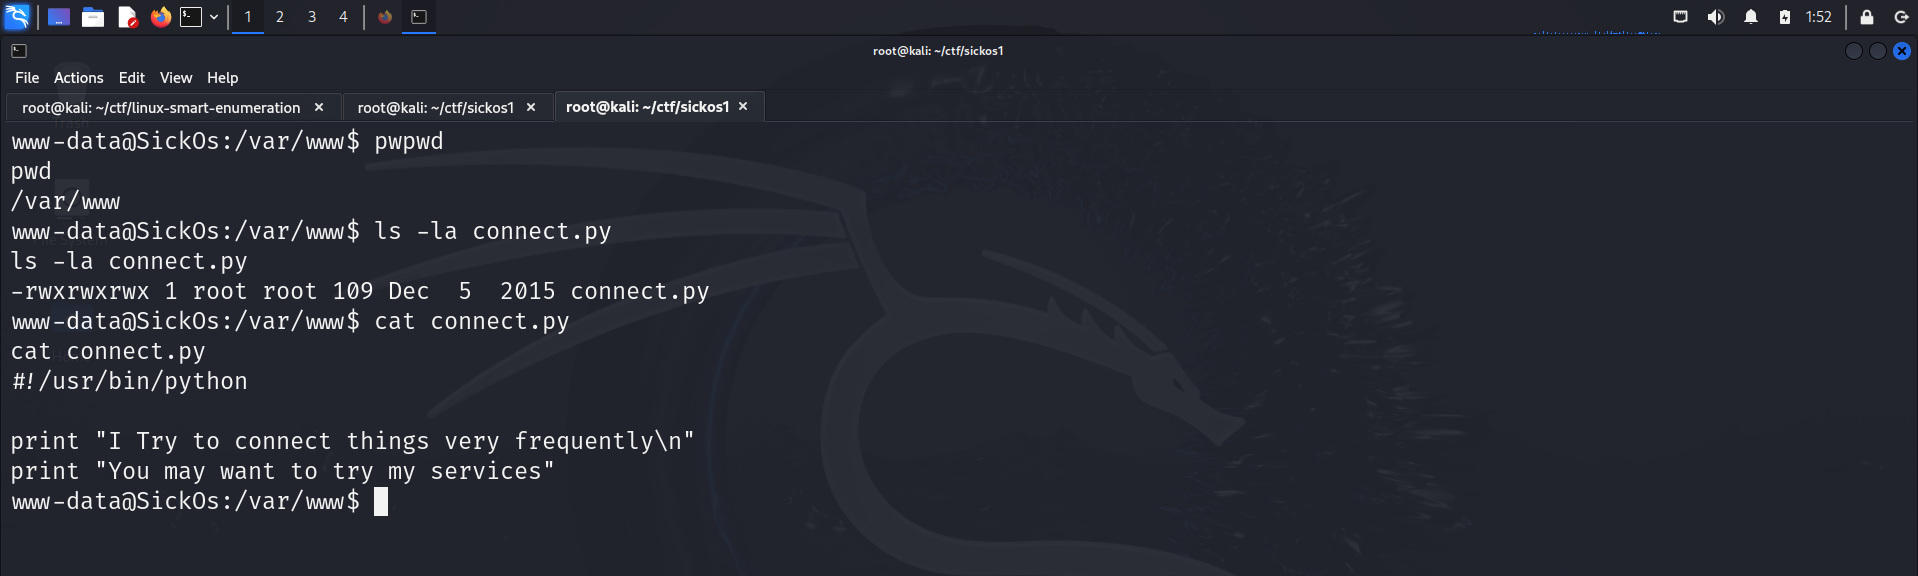 1 2 3 4 1:52
root@kali: ~/ctf/sickos1
File Actions Edit View Help
root@kali: ~/ctf/linux-smart-enumeration × root@kali: ~/ctf/sickos1 × root@kali: ~/ctf/sickos1 ×
www-data@SickOs:/var/www$ pwpwd
pwd
/var/www
www-data@SickOs:/var/www$ ls -la connect.py
ls -la connect.py
-rwxrwxrwx 1 root root 109 Dec  5  2015 connect.py
www-data@SickOs:/var/www$ cat connect.py
cat connect.py
#!/usr/bin/python
print "I Try to connect things very frequently\n"
print "You may want to try my services"
www-data@SickOs:/var/www$